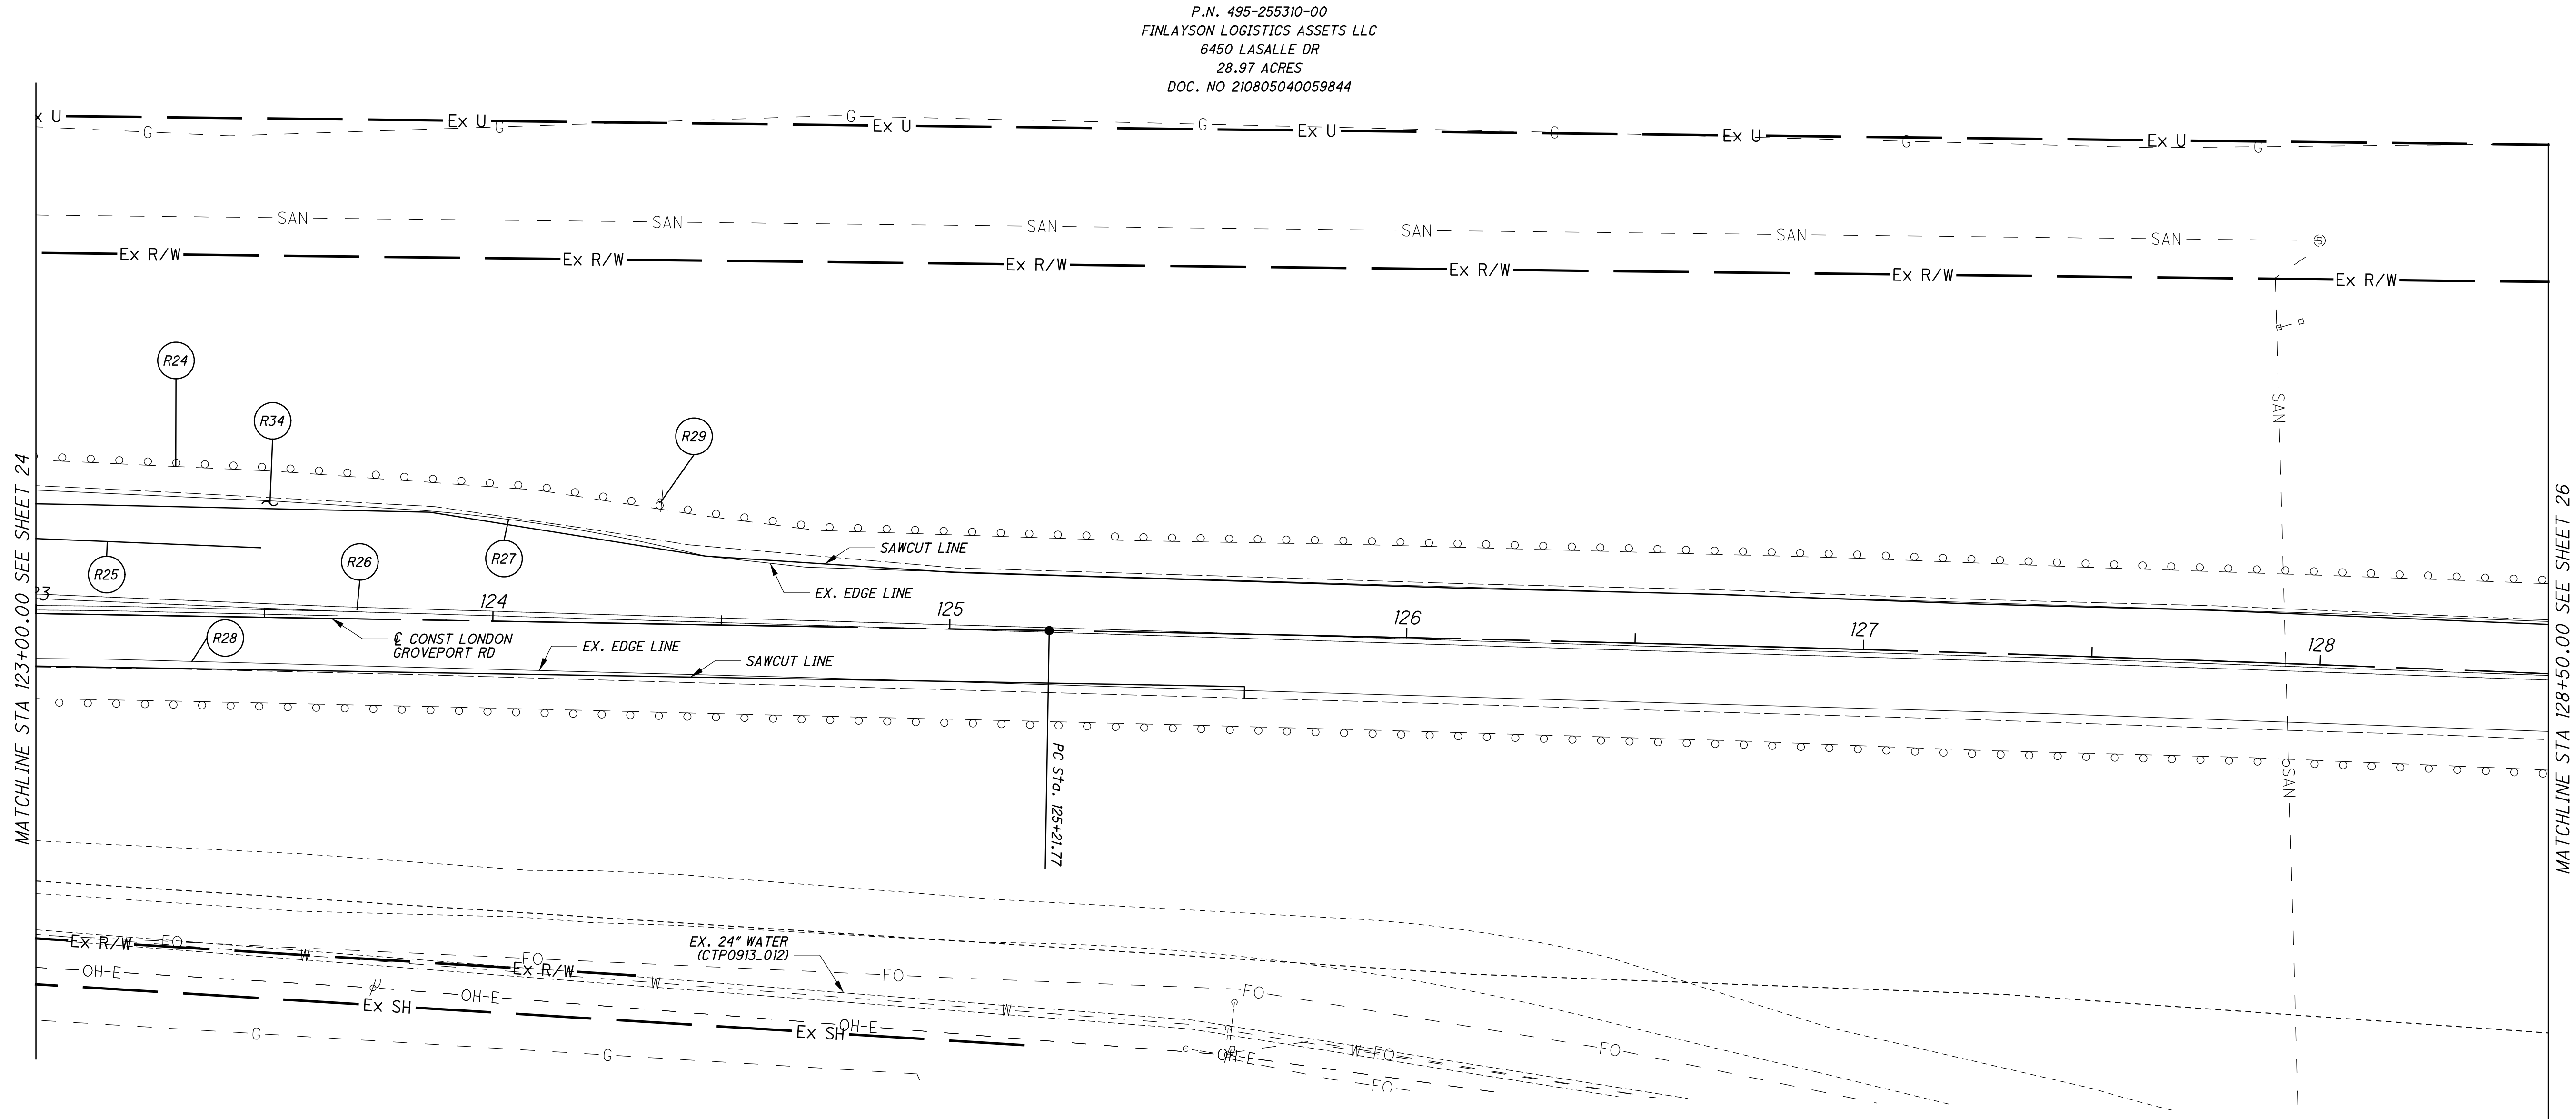 P.N. 495-255310-00
FINLAYSON LOGISTICS ASSETS LLC
6450 LASALLE DR
28.97 ACRES
DOC. NO 210805040059844
x U
Ex U
Ex U
Ex U
Ex U
Ex U
G
G
G
G
G
G
G
SAN
SAN
SAN
SAN
SAN
SAN
S
Ex R/W
Ex R/W
Ex R/W
Ex R/W
Ex R/W
Ex R/W
R24
R34
R29
SAN
MATCHLINE STA 123+00.00 SEE SHEET 24
MATCHLINE STA 128+50.00 SEE SHEET 26
R25
R26
R27
SAWCUT LINE
EX. EDGE LINE
23
124
125
126
127
128
R28
℄ CONST LONDON
GROVEPORT RD
EX. EDGE LINE
SAWCUT LINE
PC Sta. 125+21.77
SAN
EX. 24" WATER
(CTP0913_012)
Ex R/W
Ex R/W
FO
FO
FO
FO
FO
FO
FO
W
W
W
W
OH-E
OH-E
OH-E
OH-E
Ex SH
Ex SH
G
G